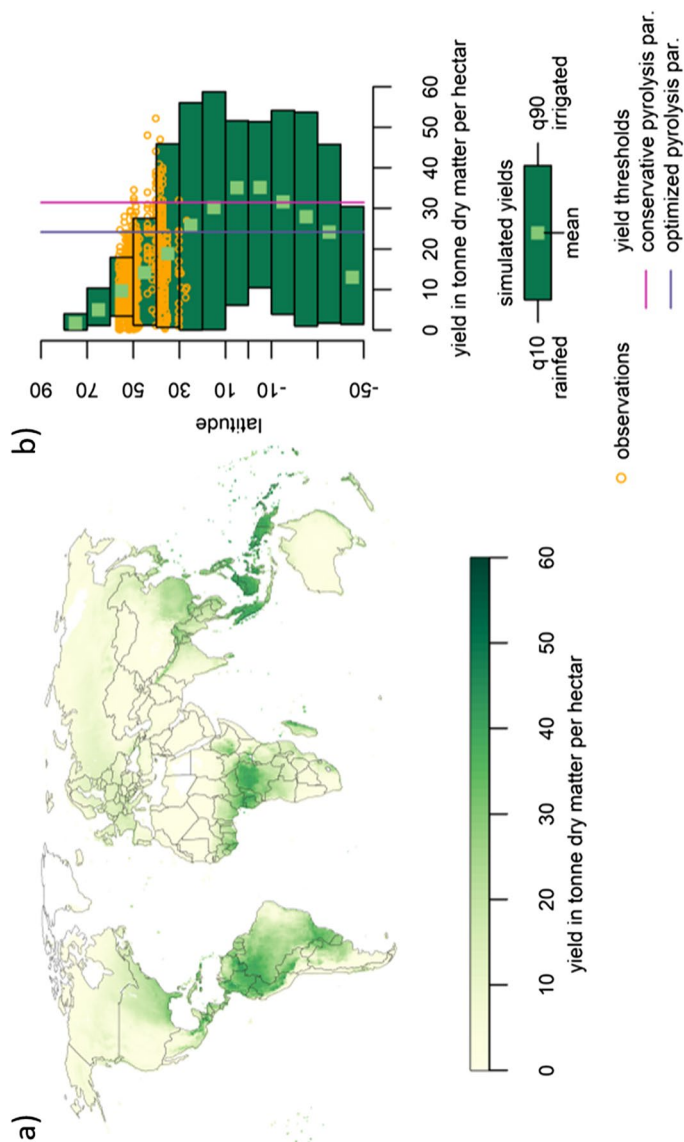 a)
0 10 20 30 40 50 60
yield in tonne dry matter per hectar
b)
latitude
90
70
50
30
10
-10
-50
0 10 20 30 40 50 60
yield in tonne dry matter per hectar
simulated yields
q10
rainfed
q90
irrigated
mean
observations
yield thresholds
conservative pyrolysis par.
optimized pyrolysis par.